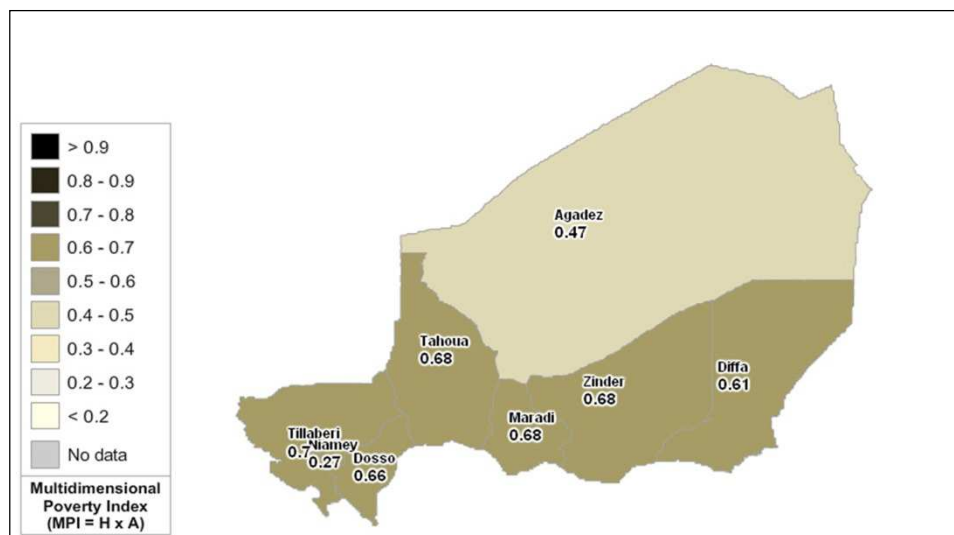 > 0.9
0.8 - 0.9
0.7 - 0.8
0.6 - 0.7
0.5 - 0.6
0.4 - 0.5
0.3 - 0.4
0.2 - 0.3
< 0.2
No data
Multidimensional
Poverty Index
(MPI = H x A)
Agadez
0.47
Tahoua
0.68
Zinder
0.68
Diffa
0.61
Maradi
0.68
Tillaberi
0.7
Niamey
0.27
Dosso
0.66